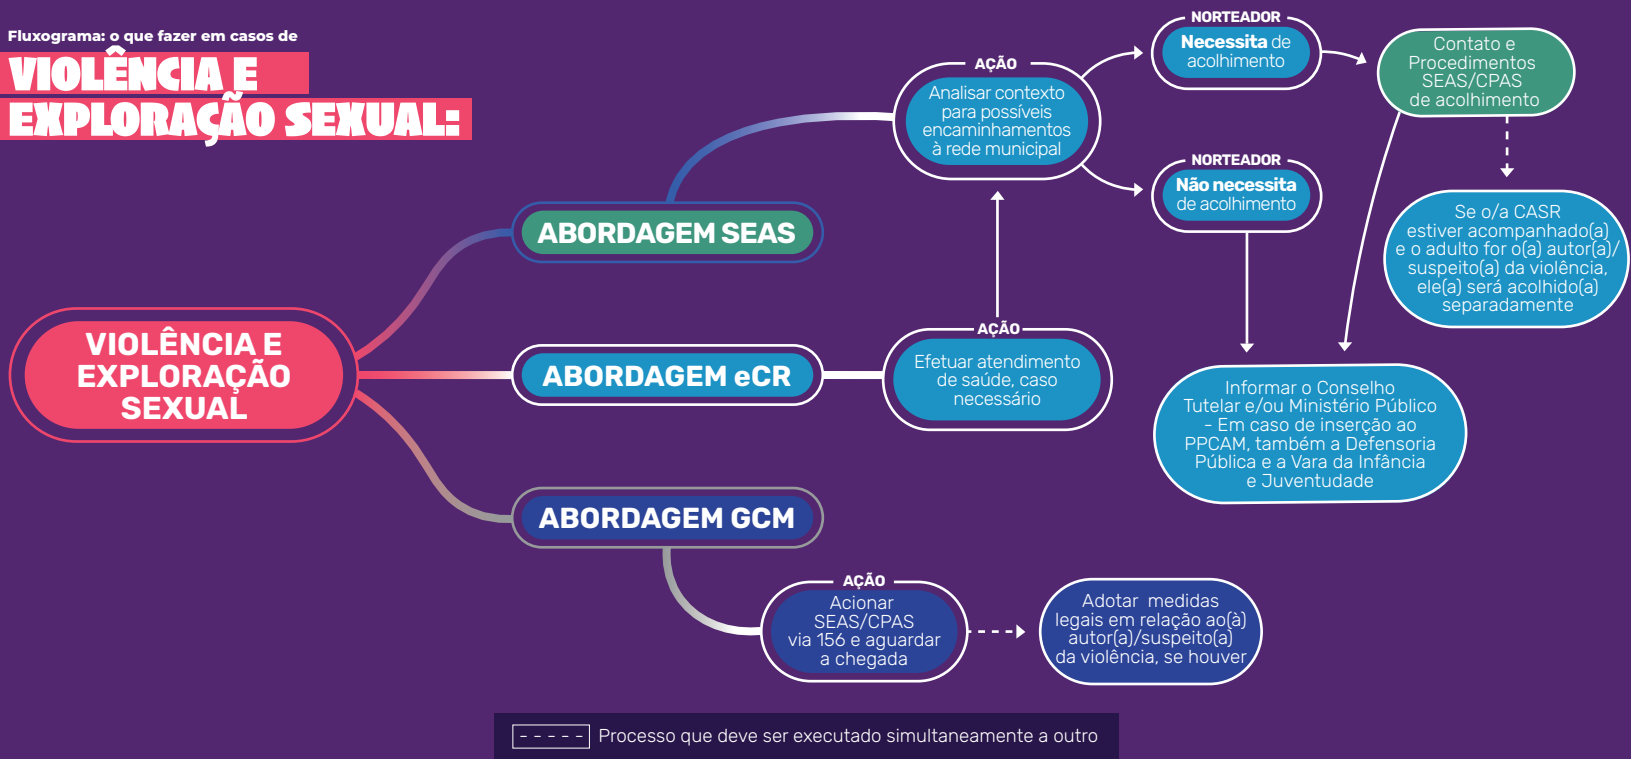 Fluxograma: o que fazer em casos de
VIOLÊNCIA E
EXPLORAÇÃO SEXUAL:
VIOLÊNCIA E
EXPLORAÇÃO
SEXUAL
ABORDAGEM SEAS
AÇÃO
Analisar contexto
para possíveis
encaminhamentos
à rede municipal
NORTEADOR
Necessita de
acolhimento
Contato e
Procedimentos
SEAS/CPAS
de acolhimento
Se o/a CASR
estiver acompanhado(a)
e o adulto for o(a) autor(a)/
suspeito(a) da violência,
ele(a) será acolhido(a)
separadamente
NORTEADOR
Não necessita
de acolhimento
Informar o Conselho
Tutelar e/ou Ministério Público
- Em caso de inserção ao
PPCAM, também a Defensoria
Pública e a Vara da Infância
e Juventudade
ABORDAGEM eCR
AÇÃO
Efetuar atendimento
de saúde, caso
necessário
ABORDAGEM GCM
AÇÃO
Acionar
SEAS/CPAS
via 156 e aguardar
a chegada
Adotar medidas
legais em relação ao(à)
autor(a)/suspeito(a)
da violência, se houver
Processo que deve ser executado simultaneamente a outro